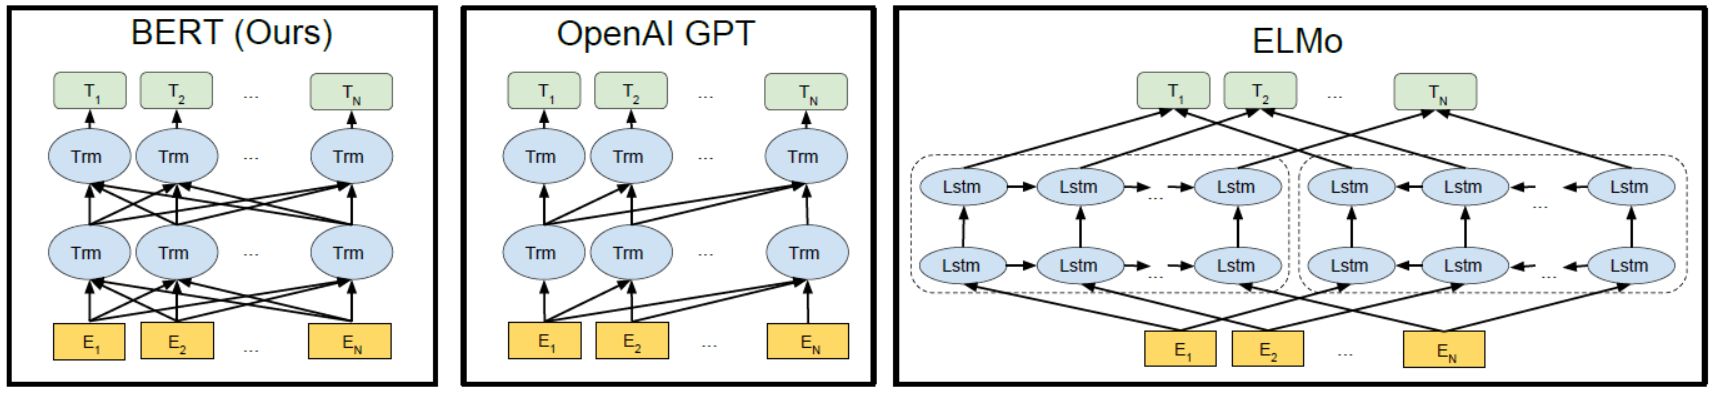 BERT (Ours)
T1 T2 ... TN
Trm Trm ... Trm
Trm Trm ... Trm
E1 E2 ... EN
OpenAI GPT
T1 T2 ... TN
Trm Trm ... Trm
Trm Trm ... Trm
E1 E2 ... EN
ELMo
T1 T2 ... TN
Lstm Lstm ... Lstm Lstm Lstm ... Lstm
Lstm Lstm ... Lstm Lstm Lstm ... Lstm
E1 E2 ... EN